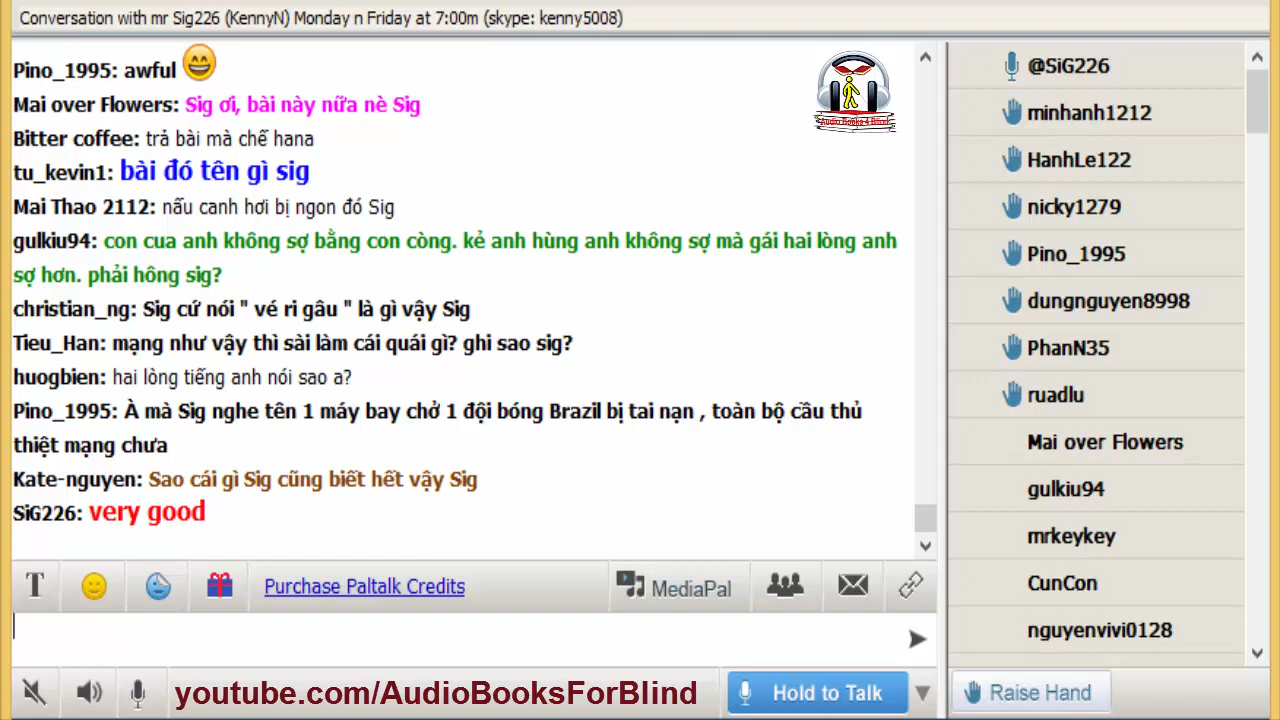 Conversation with mr Sig226 (KennyN) Monday n Friday at 7:00m (skype: kenny5008)
Pino_1995: awful
Mai over Flowers: Sig ơi, bài này nữa nè Sig
Bitter coffee: trả bài mà chế hana
tu_kevin1: bài đó tên gì sig
Mai Thao 2112: nấu canh hơi bị ngon đó Sig
gulkiu94: con cua anh không sợ bằng con còng. kẻ anh hùng anh không sợ mà gái hai lòng anh
sợ hơn. phải hông sig?
christian_ng: Sig cứ nói " vé ri gâu " là gì vậy Sig
Tieu_Han: mạng như vậy thì sài làm cái quái gì? ghi sao sig?
huogbien: hai lòng tiếng anh nói sao a?
Pino_1995: À mà Sig nghe tên 1 máy bay chở 1 đội bóng Brazil bị tai nạn , toàn bộ cầu thủ
thiệt mạng chưa
Kate-nguyen: Sao cái gì Sig cũng biết hết vậy Sig
SiG226: very good
Audio Books 4 Blind
@SiG226
minhanh1212
HanhLe122
nicky1279
Pino_1995
dungnguyen8998
PhanN35
ruadlu
Mai over Flowers
gulkiu94
mrkeykey
CunCon
nguyenvivi0128
T
Purchase Paltalk Credits
MediaPal
youtube.com/AudioBooksForBlind
Hold to Talk
Raise Hand